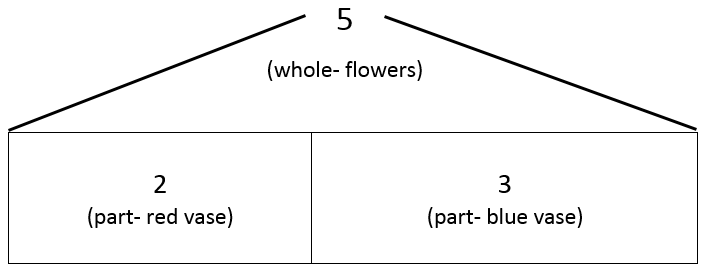 5
(whole- flowers)
2
(part- red vase)
3
(part- blue vase)